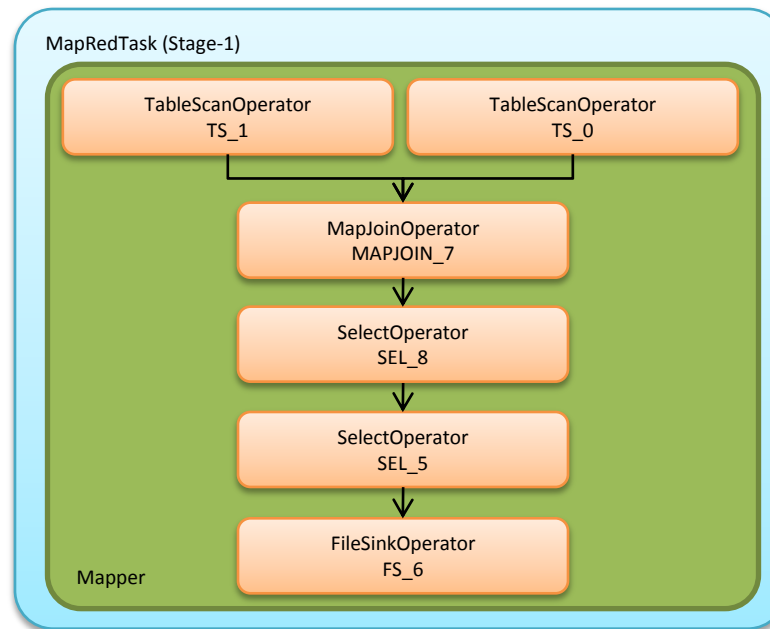 MapRedTask (Stage-1)
TableScanOperator
TS_1
TableScanOperator
TS_0
MapJoinOperator
MAPJOIN_7
SelectOperator
SEL_8
SelectOperator
SEL_5
FileSinkOperator
FS_6
Mapper